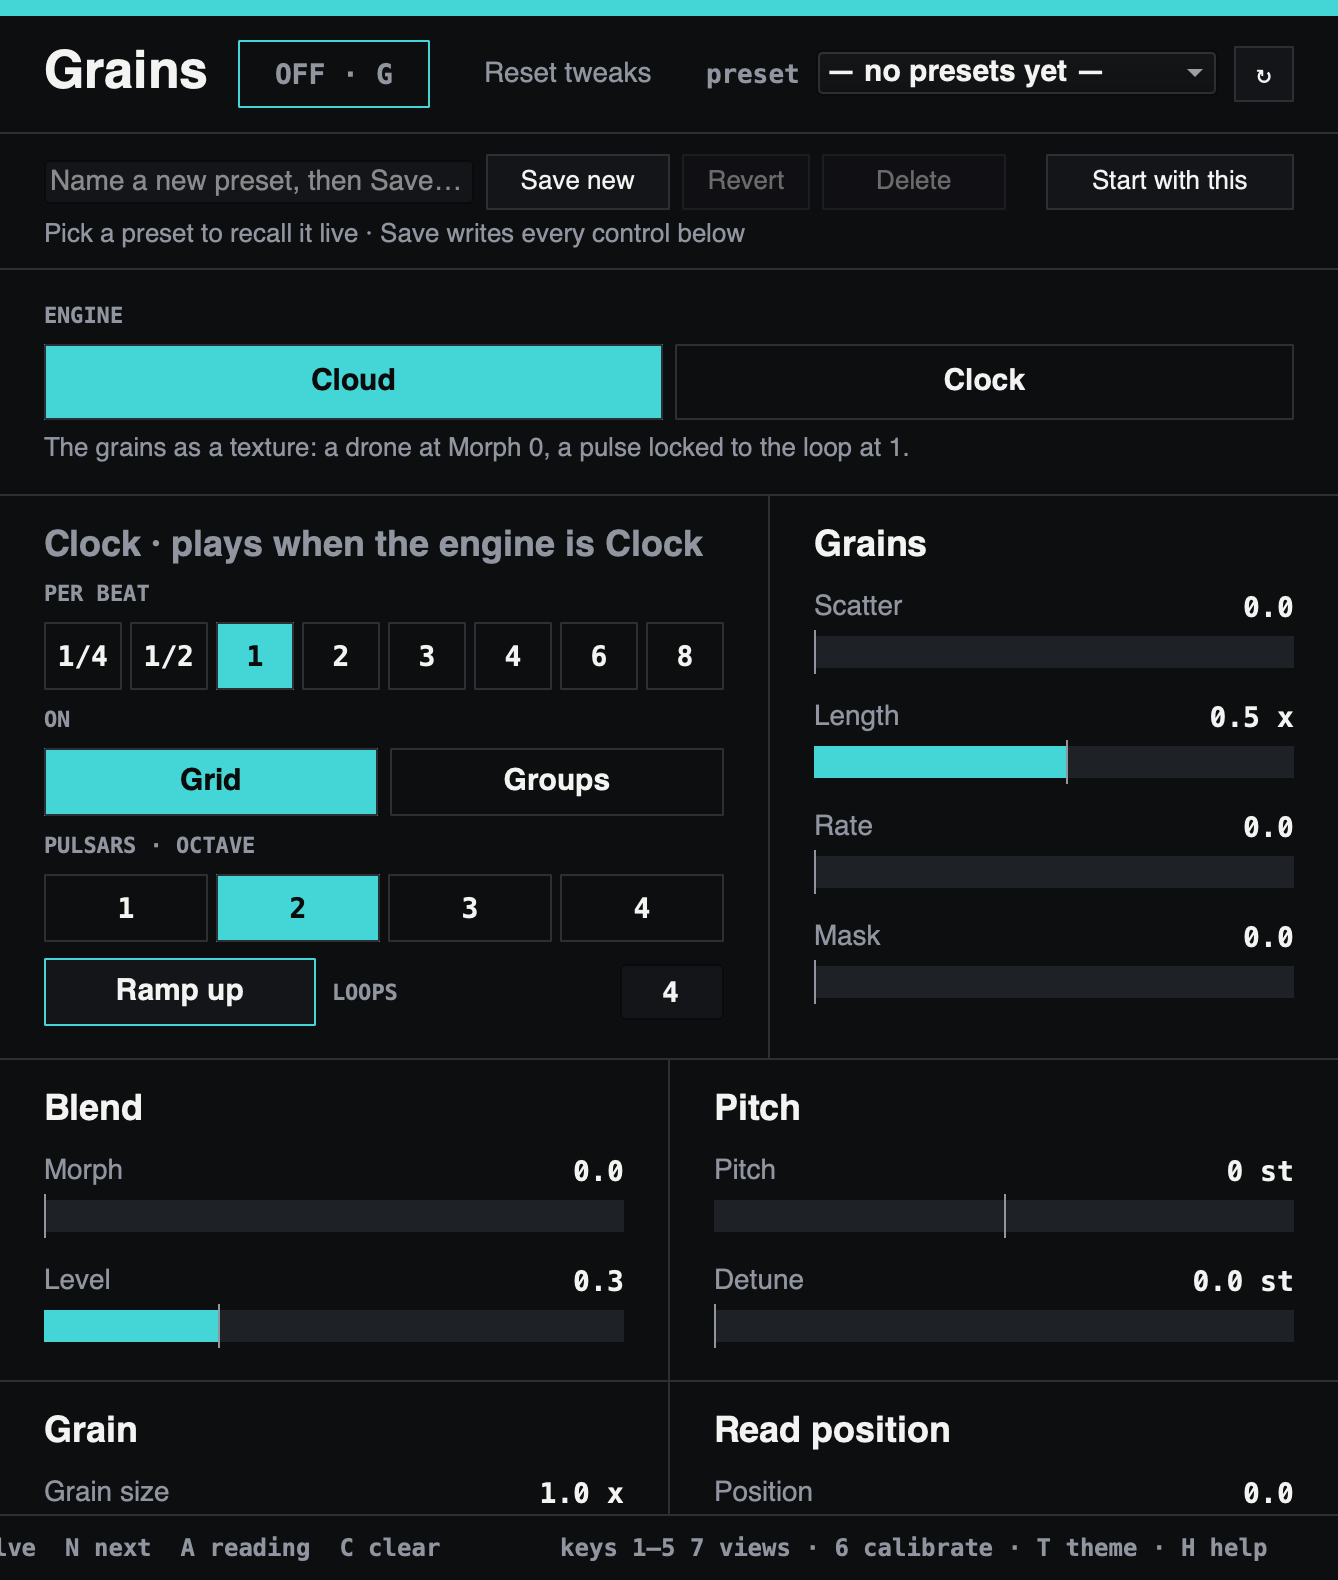 Grains
OFF · G
Reset tweaks
preset
— no presets yet —
↻
Name a new preset, then Save…
Save new
Revert
Delete
Start with this
Pick a preset to recall it live · Save writes every control below
ENGINE
Cloud
Clock
The grains as a texture: a drone at Morph 0, a pulse locked to the loop at 1.
Clock · plays when the engine is Clock
PER BEAT
1/4 1/2 1 2 3 4 6 8
ON
Grid
Groups
PULSARS · OCTAVE
1 2 3 4
Ramp up
LOOPS
4
Grains
Scatter 0.0
Length 0.5 x
Rate 0.0
Mask 0.0
Blend
Morph 0.0
Level 0.3
Pitch
Pitch 0 st
Detune 0.0 st
Grain
Grain size 1.0 x
Read position
Position 0.0
N next A reading C clear
keys 1–5 7 views · 6 calibrate · T theme · H help